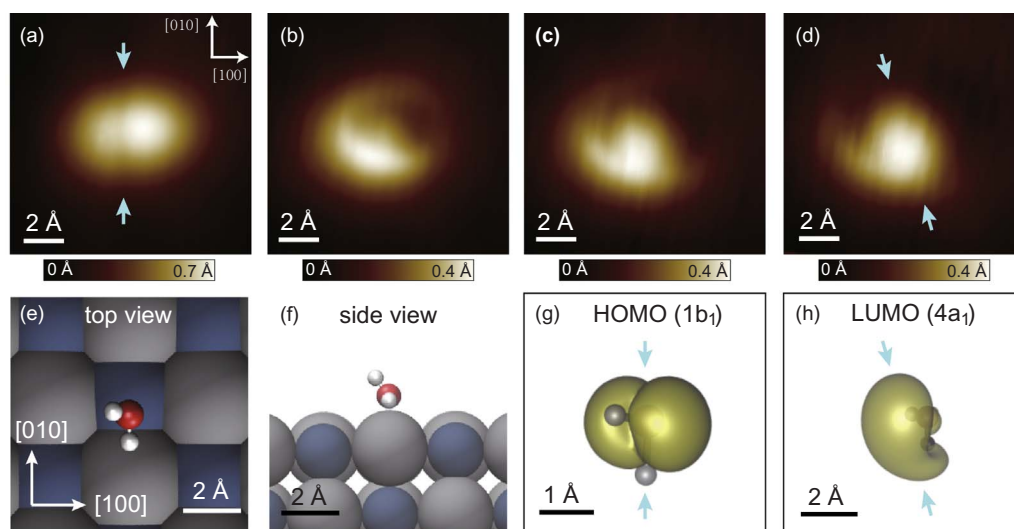 (a)
[010]
[100]
2 Å
0 Å 0.7 Å
(b)
2 Å
0 Å 0.4 Å
(c)
2 Å
0 Å 0.4 Å
(d)
2 Å
0 Å 0.4 Å
(e) top view
[010]
[100]
2 Å
(f) side view
2 Å
(g) HOMO (1b₁)
1 Å
(h) LUMO (4a₁)
2 Å